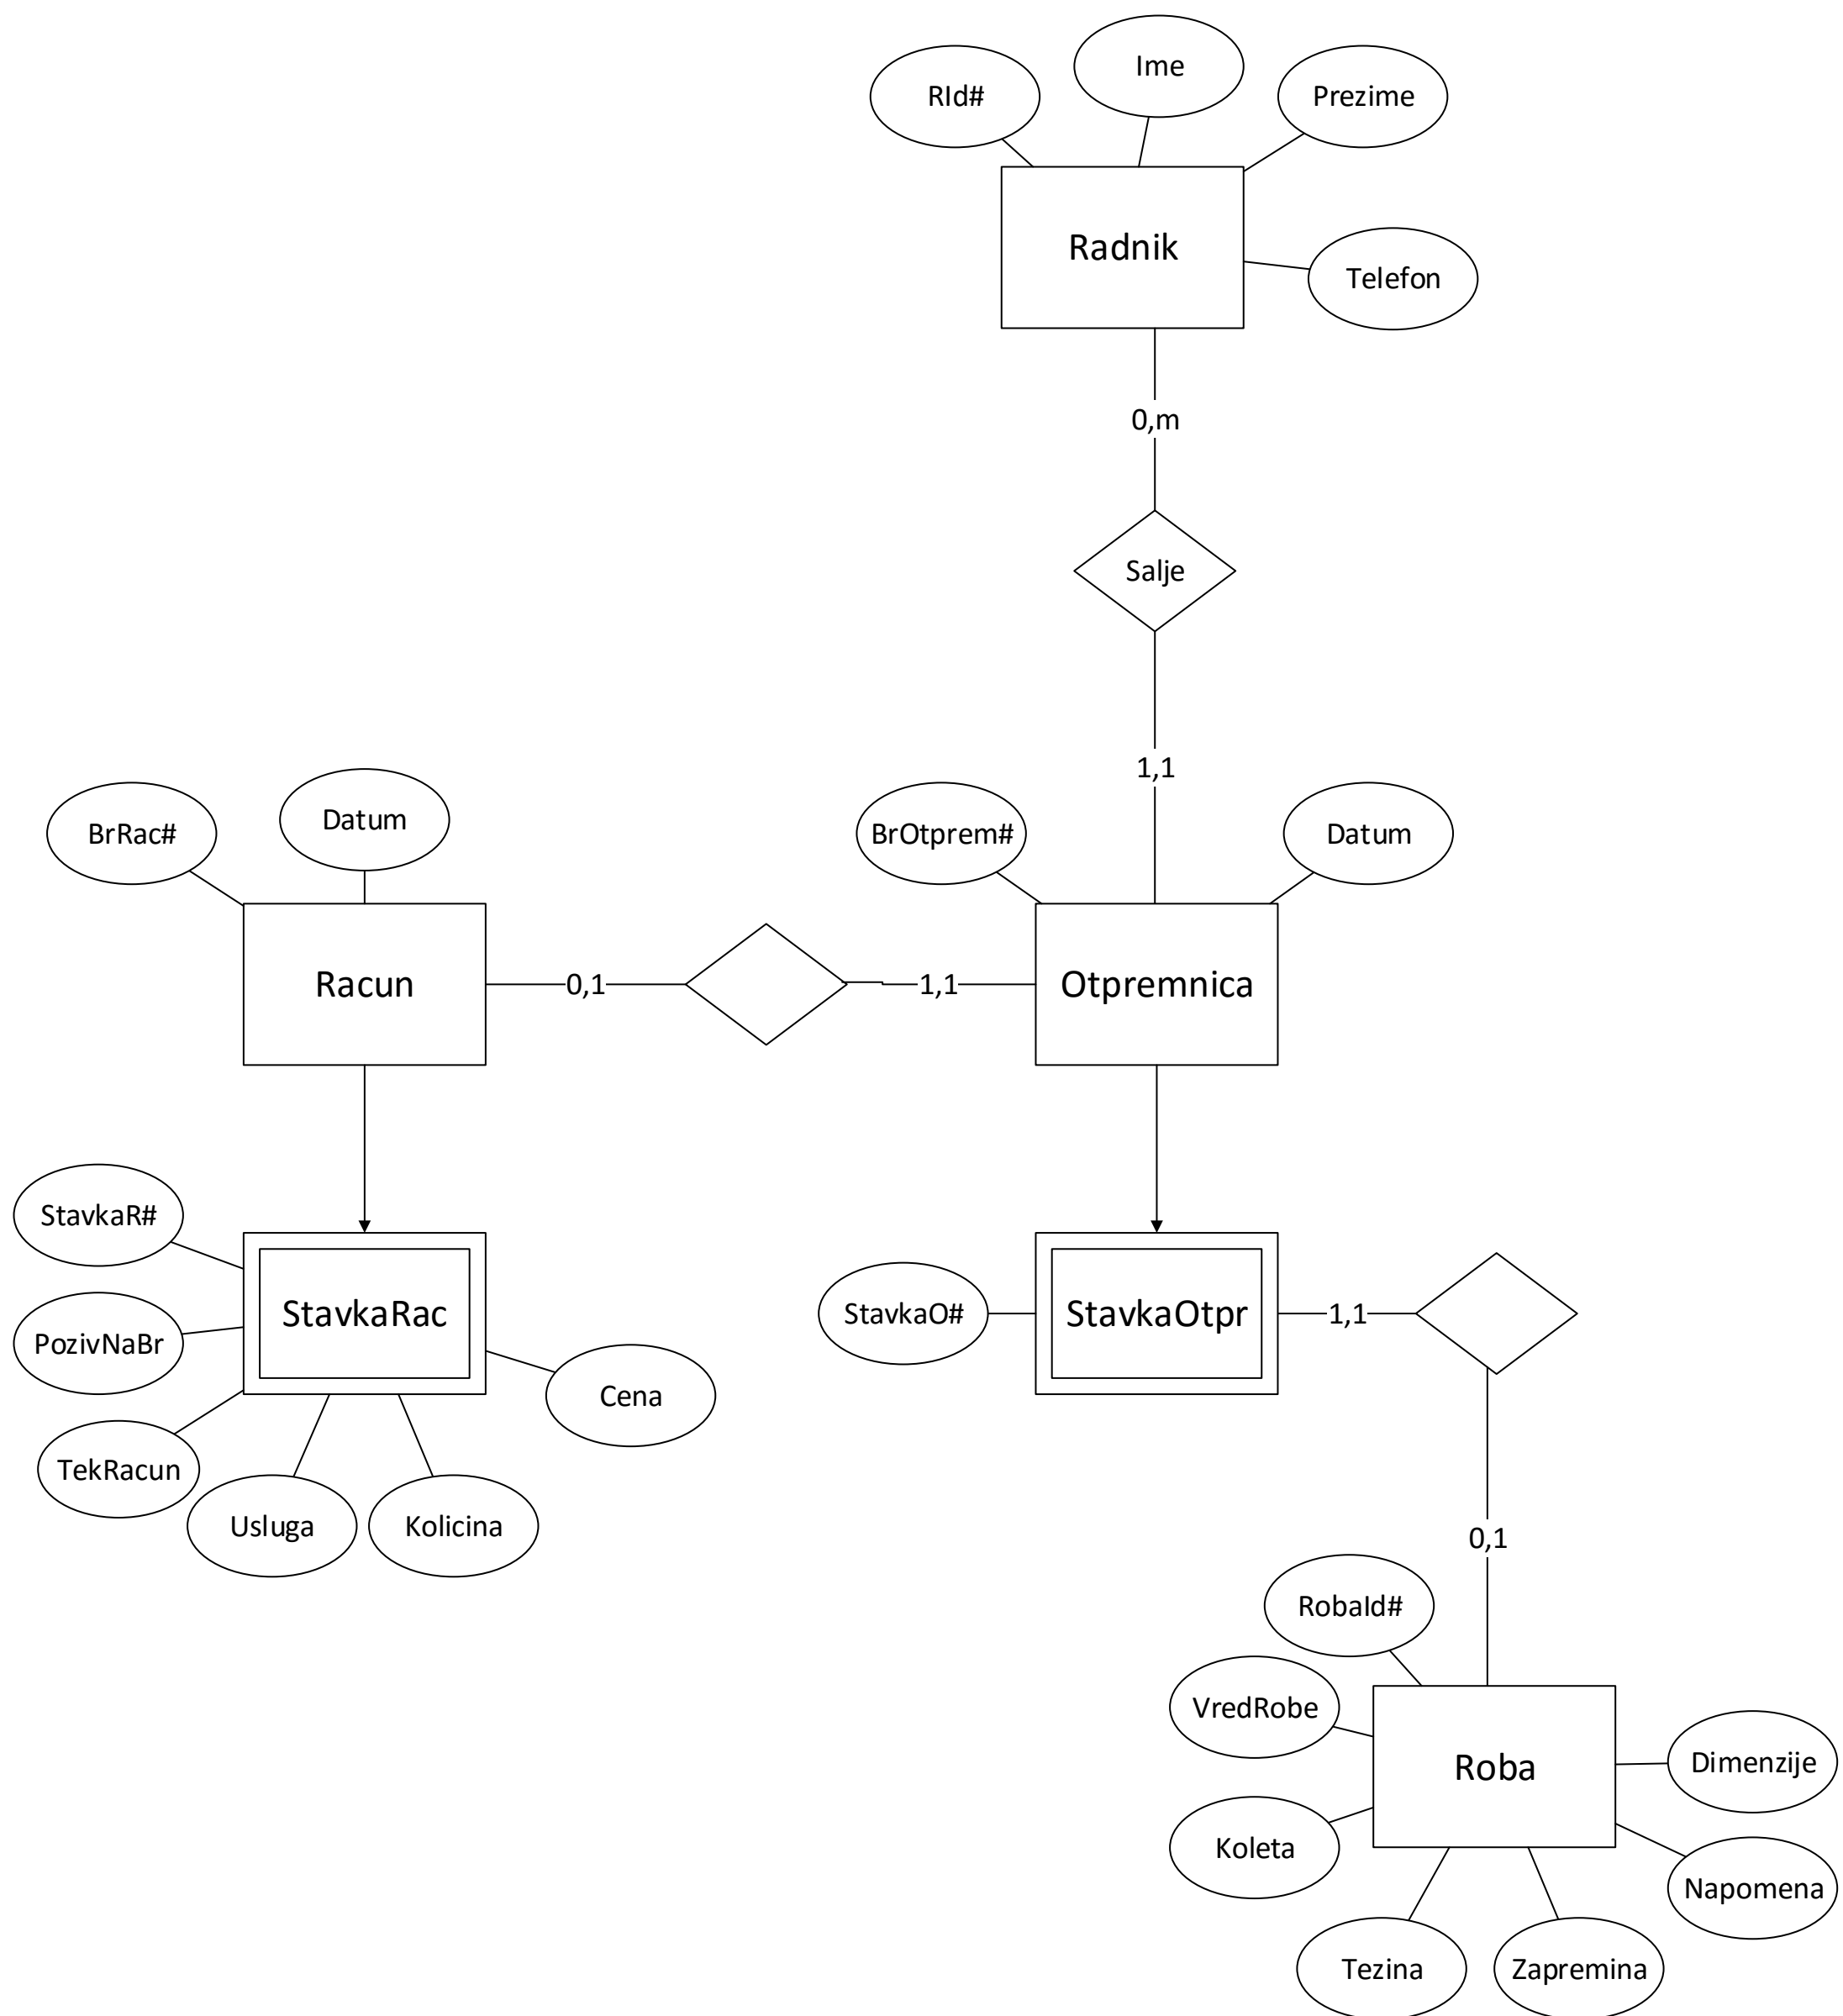 Ime
RId#
Prezime
Radnik
Telefon
0,m
Salje
1,1
Datum
BrRac#
BrOtprem#
Datum
Racun
0,1
1,1
Otpremnica
StavkaR#
StavkaRac
StavkaO#
StavkaOtpr
1,1
PozivNaBr
Cena
TekRacun
Usluga
Kolicina
0,1
RobaId#
VredRobe
Roba
Dimenzije
Koleta
Napomena
Tezina
Zapremina